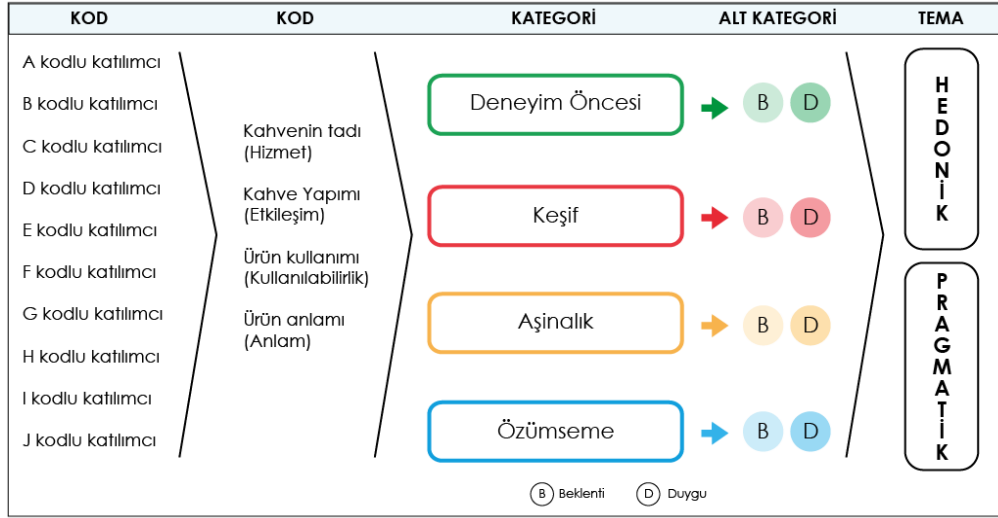 KOD
KOD
KATEGORİ
ALT KATEGORİ
TEMA
A kodlu katılımcı
B kodlu katılımcı
C kodlu katılımcı
D kodlu katılımcı
E kodlu katılımcı
F kodlu katılımcı
G kodlu katılımcı
H kodlu katılımcı
I kodlu katılımcı
J kodlu katılımcı
Kahvenin tadı
(Hizmet)
Kahve Yapımı
(Etkileşim)
Ürün kullanımı
(Kullanılabilirlik)
Ürün anlamı
(Anlam)
Deneyim Öncesi
B D
Keşif
B D
Aşinalık
B D
Özümseme
B D
HEDONİK
PRAGMATİK
B Beklenti
D Duygu